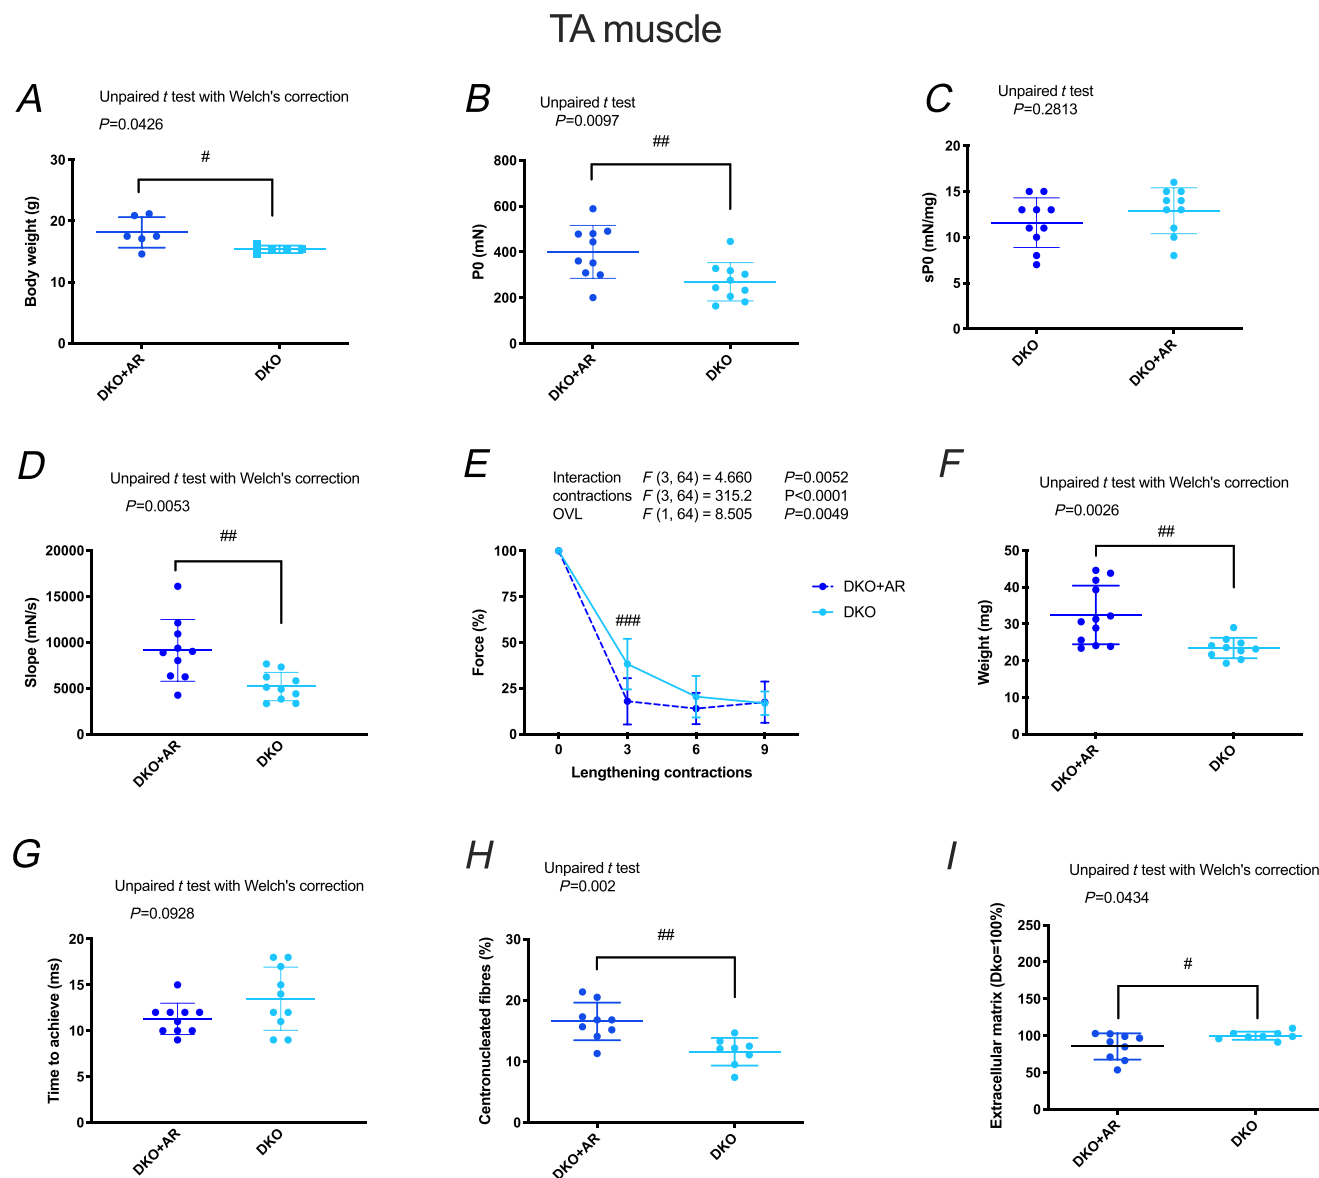 TA muscle
A
Unpaired t test with Welch's correction
P=0.0426
#
Body weight (g)
30
20
10
0
DKO+AR
DKO
B
Unpaired t test
P=0.0097
##
P0 (mN)
800
600
400
200
0
DKO+AR
DKO
C
Unpaired t test
P=0.2813
sP0 (mN/mg)
20
15
10
5
0
DKO
DKO+AR
D
Unpaired t test with Welch's correction
P=0.0053
##
Slope (mN/s)
20000
15000
10000
5000
0
DKO+AR
DKO
E
Interaction F (3, 64) = 4.660 P=0.0052
contractions F (3, 64) = 315.2 P<0.0001
OVL F (1, 64) = 8.505 P=0.0049
Force (%)
100
75
50
25
0
###
0 3 6 9
Lengthening contractions
DKO+AR
DKO
F
Unpaired t test with Welch's correction
P=0.0026
##
Weight (mg)
50
40
30
20
10
0
DKO+AR
DKO
G
Unpaired t test with Welch's correction
P=0.0928
Time to achieve (ms)
20
15
10
5
0
DKO+AR
DKO
H
Unpaired t test
P=0.002
##
Centronucleated fibres (%)
30
20
10
0
DKO+AR
DKO
I
Unpaired t test with Welch's correction
P=0.0434
#
Extracellular matrix (Dko=100%)
250
200
150
100
50
0
DKO+AR
DKO